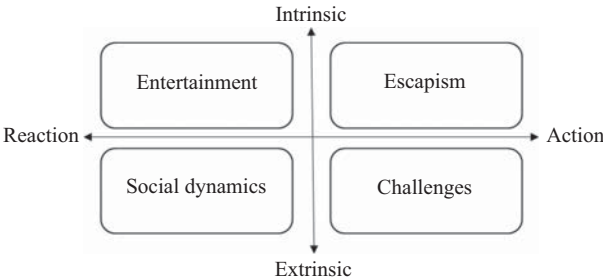 Intrinsic
Entertainment
Escapism
Reaction
Action
Social dynamics
Challenges
Extrinsic